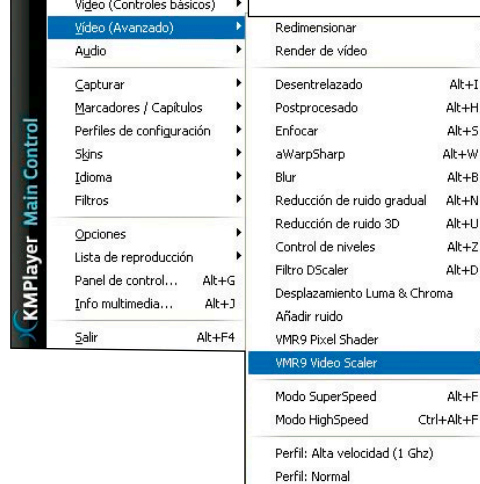 Vídeo (Controles básicos)
Vídeo (Avanzado)
Audio
Capturar
Marcadores / Capítulos
Perfiles de configuración
Skins
Idioma
Filtros
Opciones
Lista de reproducción
Panel de control... Alt+G
Info multimedia... Alt+J
Salir Alt+F4
KMPlayer Main Control
Redimensionar
Render de vídeo
Desentrelazado Alt+I
Postprocesado Alt+H
Enfocar Alt+S
aWarpSharp Alt+W
Blur Alt+B
Reducción de ruido gradual Alt+N
Reducción de ruido 3D Alt+U
Control de niveles Alt+Z
Filtro DScaler Alt+D
Desplazamiento Luma & Chroma
Añadir ruido
VMR9 Pixel Shader
VMR9 Video Scaler
Modo SuperSpeed Alt+F
Modo HighSpeed Ctrl+Alt+F
Perfil: Alta velocidad (1 Ghz)
Perfil: Normal